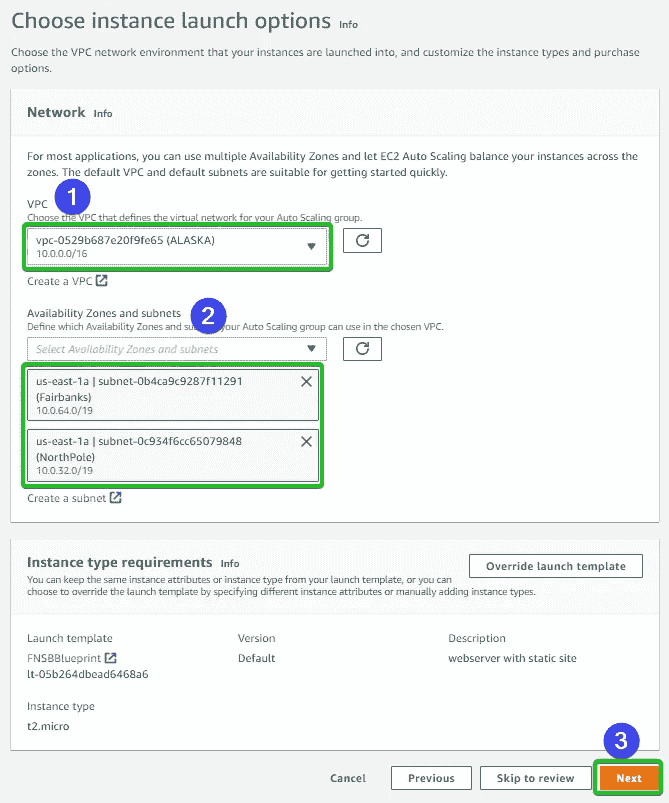 Choose instance launch options Info
Choose the VPC network environment that your instances are launched into, and customize the instance types and purchase
options.
Network Info
For most applications, you can use multiple Availability Zones and let EC2 Auto Scaling balance your instances across the
zones. The default VPC and default subnets are suitable for getting started quickly.
1
VPC
Choose the VPC that defines the virtual network for your Auto Scaling group.
vpc-0529b687e20f9fe65 (ALASKA)
10.0.0.0/16
Create a VPC
Availability Zones and subnets
2
Define which Availability Zones and your Auto Scaling group can use in the chosen VPC.
Select Availability Zones and subnets
us-east-1a | subnet-0b4ca9c9287f11291
(Fairbanks)
10.0.64.0/19
us-east-1a | subnet-0c934f6cc65079848
(NorthPole)
10.0.32.0/19
Create a subnet
Instance type requirements Info
Override launch template
You can keep the same instance attributes or instance type from your launch template, or you can
choose to override the launch template by specifying different instance attributes or manually adding instance types.
Launch template
Version
Description
FNSBBlueprint
Default
webserver with static site
lt-05b264dbead6468a6
Instance type
t2.micro
3
Cancel
Previous
Skip to review
Next